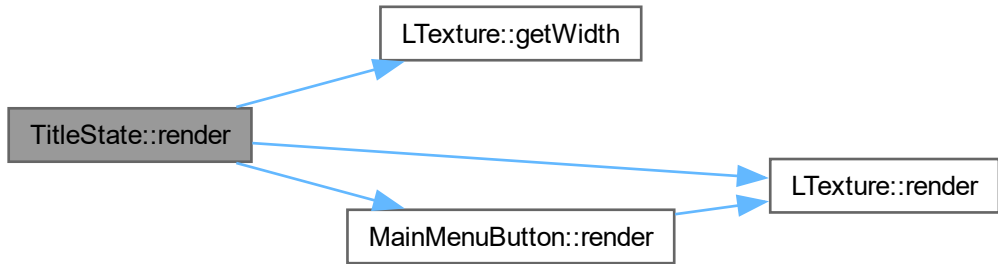 LTexture::getWidth
TitleState::render
LTexture::render
MainMenuButton::render